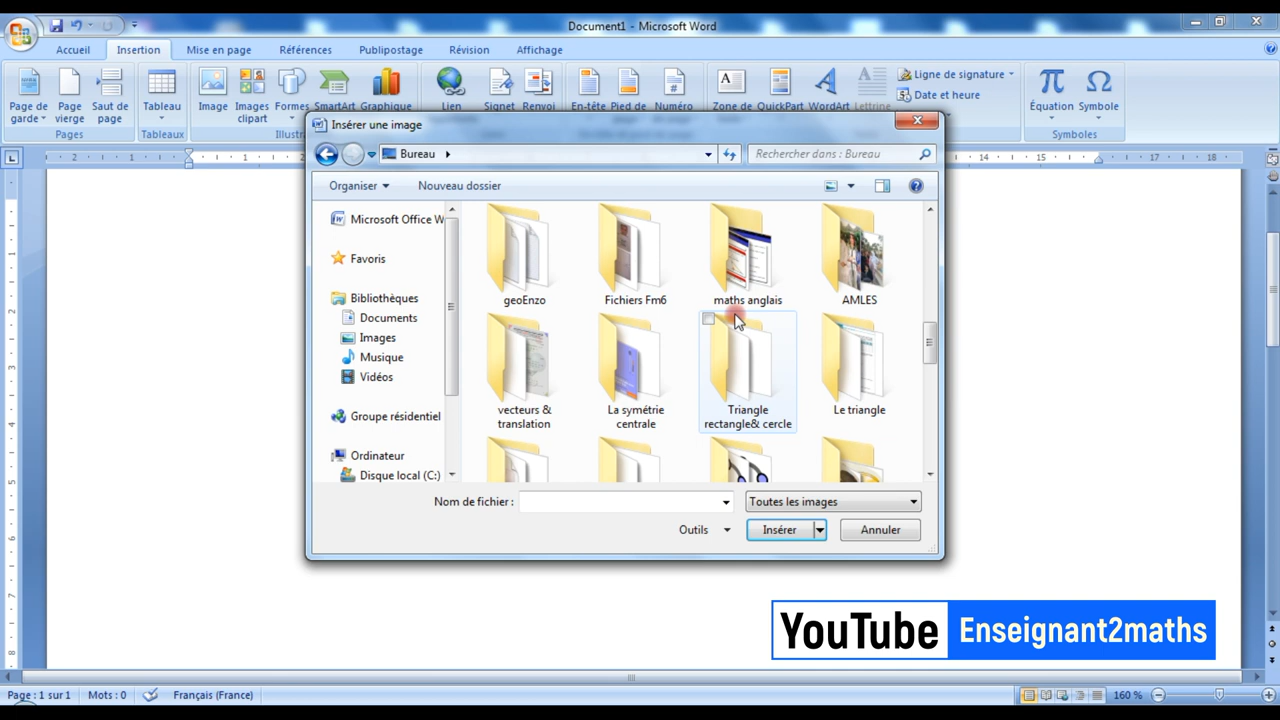 Document1 - Microsoft Word
Accueil Insertion Mise en page Références Publipostage Révision Affichage
Page de garde
Page vierge
Saut de page
Pages
Tableau
Tableaux
Image
Images clipart
Formes
SmartArt
Graphique
Lien
Signet
Renvoi
En-tête
Pied de
Numéro
Zone de
QuickPart
WordArt
Lettrine
Ligne de signature
Date et heure
Équation
Symbole
Symboles
Insérer une image
Bureau
Rechercher dans : Bureau
Organiser
Nouveau dossier
Microsoft Office W
Favoris
Bibliothèques
Documents
Images
Musique
Vidéos
Groupe résidentiel
Ordinateur
Disque local (C:)
geoEnzo
Fichiers Fm6
maths anglais
AMLES
vecteurs &
translation
La symétrie
centrale
Triangle
rectangle& cercle
Le triangle
Nom de fichier :
Toutes les images
Outils
Insérer
Annuler
YouTube Enseignant2maths
Page : 1 sur 1 Mots : 0 Français (France) 160 %